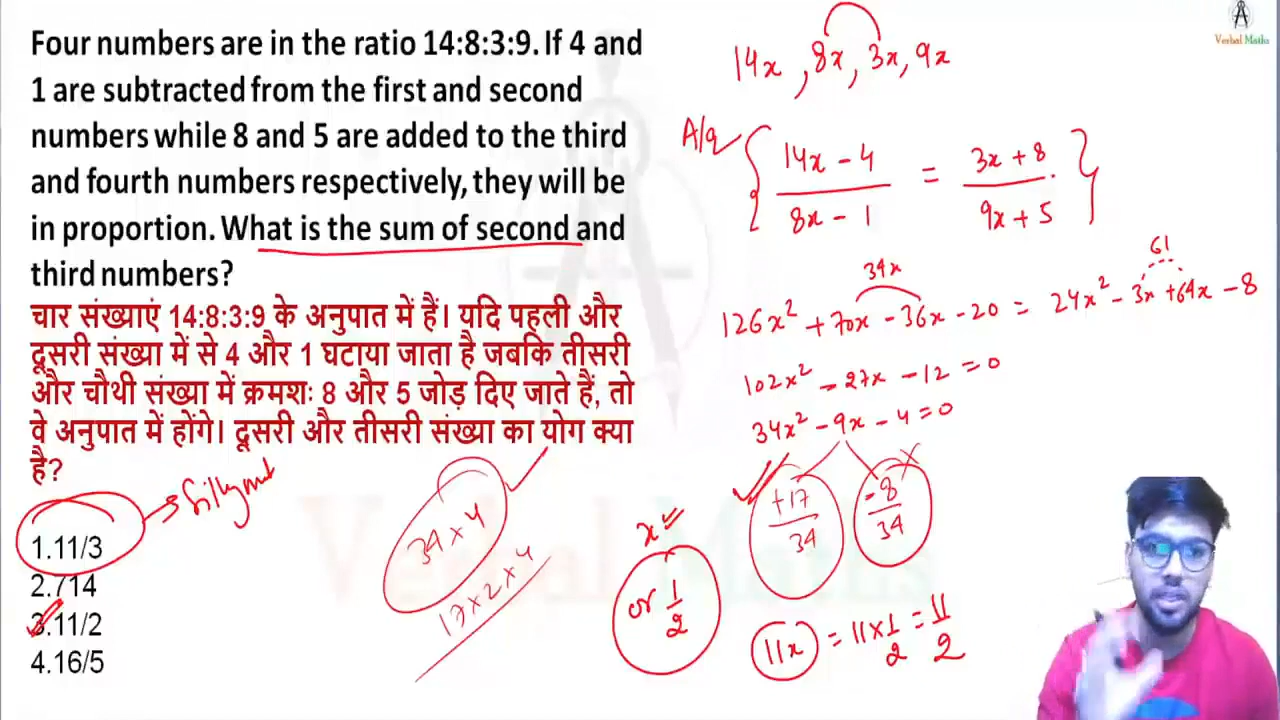 Four numbers are in the ratio 14:8:3:9. If 4 and
1 are subtracted from the first and second
numbers while 8 and 5 are added to the third
and fourth numbers respectively, they will be
in proportion. What is the sum of second and
third numbers?
चार संख्याएं 14:8:3:9 के अनुपात में हैं। यदि पहली और
दूसरी संख्या में से 4 और 1 घटाया जाता है जबकि तीसरी
और चौथी संख्या में क्रमशः 8 और 5 जोड़ दिए जाते हैं, तो
वे अनुपात में होंगे। दूसरी और तीसरी संख्या का योग क्या
है?
1.11/3
2.714
3.11/2
4.16/5
14x , 8x , 3x, 9x
A/q
14x - 4 = 3x + 8
8x - 1 9x + 5
34x
61
126x² + 70x - 36x - 20 = 24x² - 3x + 64x - 8
102x² - 27x - 12 = 0
34x² - 9x - 4 = 0
+17 -8
34 34
34 × 4
17 × 2 × 4
x
or 1
2
11x = 11 × 1 = 11
2 2
Verbal Maths
Verbal Maths